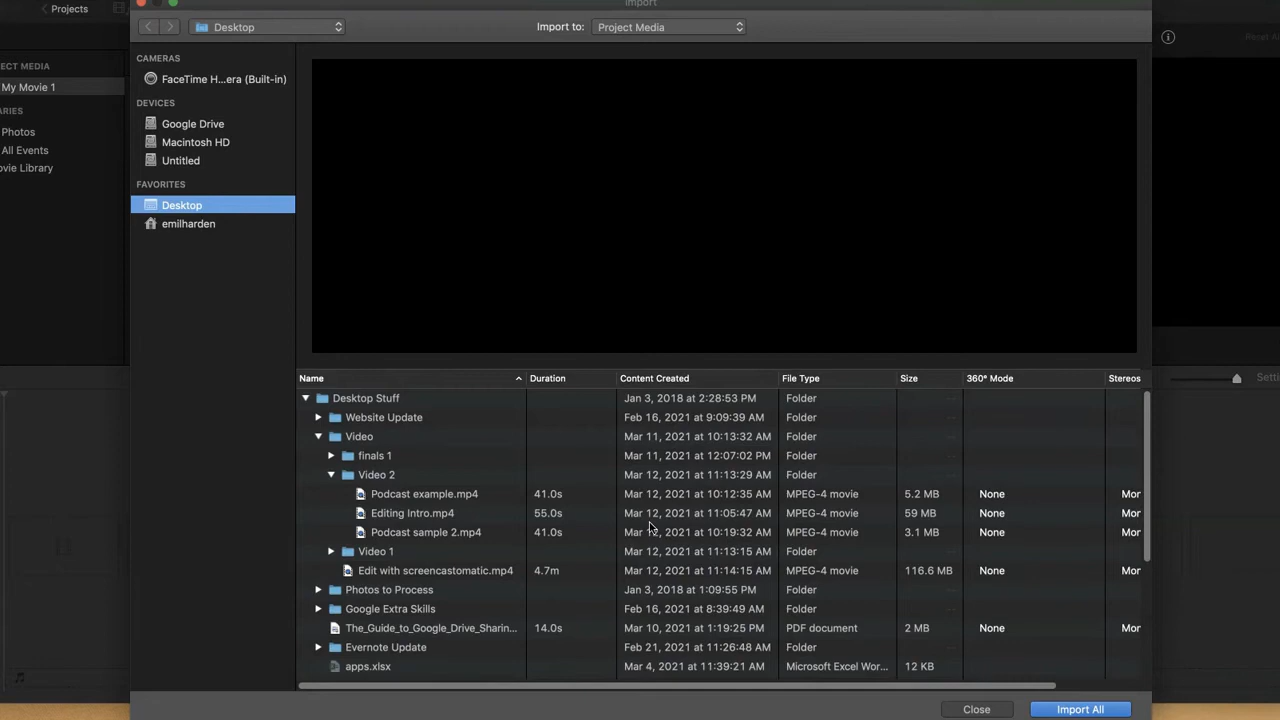 Import
Projects
Desktop
Import to:
Project Media
Reset A
ECT MEDIA
My Movie 1
ARIES
Photos
All Events
ovie Library
CAMERAS
FaceTime H...era (Built-in)
DEVICES
Google Drive
Macintosh HD
Untitled
FAVORITES
Desktop
emilharden
Setti
Name Duration Content Created File Type Size 360° Mode Stereos
Desktop Stuff Jan 3, 2018 at 2:28:53 PM Folder --
Website Update Feb 16, 2021 at 9:09:39 AM Folder --
Video Mar 11, 2021 at 10:13:32 AM Folder --
finals 1 Mar 11, 2021 at 12:07:02 PM Folder --
Video 2 Mar 12, 2021 at 11:13:29 AM Folder --
Podcast example.mp4 41.0s Mar 12, 2021 at 10:12:35 AM MPEG-4 movie 5.2 MB None Mor
Editing Intro.mp4 55.0s Mar 12, 2021 at 11:05:47 AM MPEG-4 movie 59 MB None Mor
Podcast sample 2.mp4 41.0s Mar 12, 2021 at 10:19:32 AM MPEG-4 movie 3.1 MB None Mor
Video 1 Mar 12, 2021 at 11:13:15 AM Folder --
Edit with screencastomatic.mp4 4.7m Mar 12, 2021 at 11:14:15 AM MPEG-4 movie 116.6 MB None Mor
Photos to Process Jan 3, 2018 at 1:09:55 PM Folder --
Google Extra Skills Feb 16, 2021 at 8:39:49 AM Folder --
The_Guide_to_Google_Drive_Sharin... 14.0s Mar 10, 2021 at 1:19:25 PM PDF document 2 MB None Mor
Evernote Update Feb 21, 2021 at 11:26:48 AM Folder --
apps.xlsx Mar 4, 2021 at 11:39:21 AM Microsoft Excel Wor... 12 KB
Close
Import All